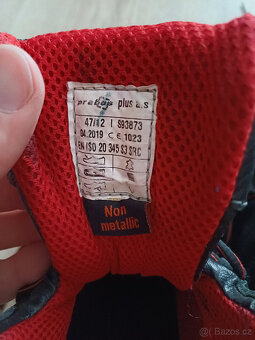 prabos plus a.s
47/12 | S93873
04.2019 CE 1023
EN ISO 20 345 S3 SRC
Non
metallic
© Bazos.cz